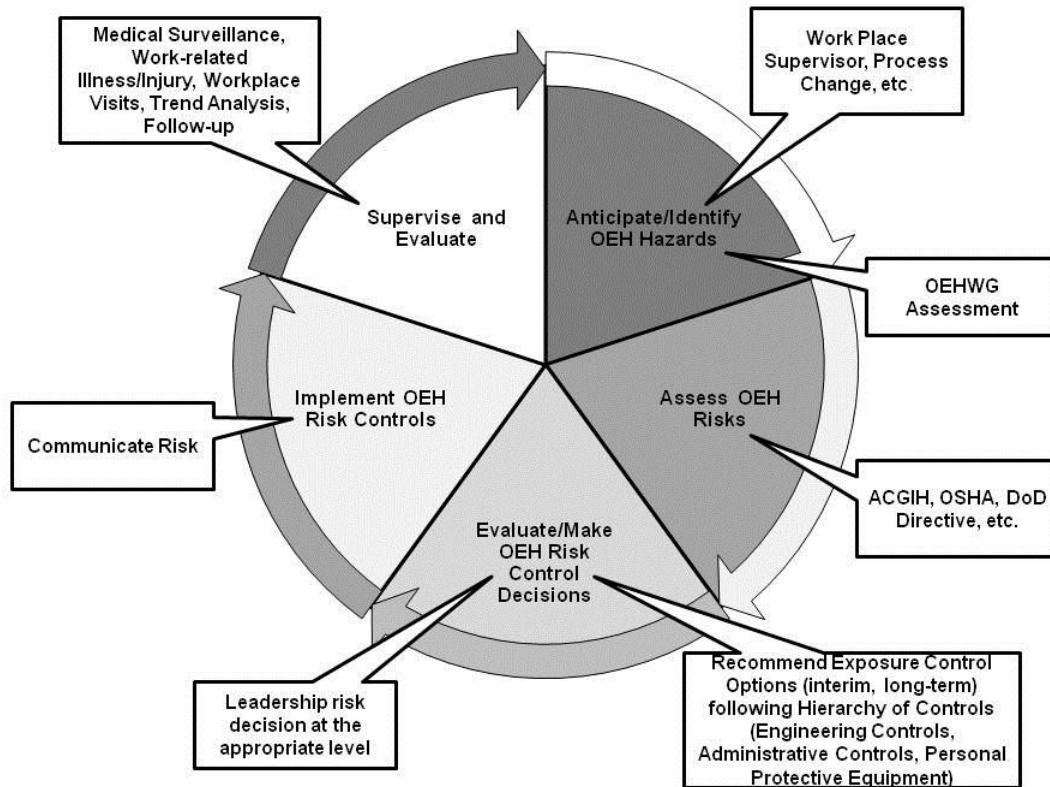 Medical Surveillance,
Work-related
Illness/Injury, Workplace
Visits, Trend Analysis,
Follow-up
Work Place
Supervisor, Process
Change, etc.
Supervise and
Evaluate
Anticipate/Identify
OEH Hazards
OEHWG
Assessment
Implement OEH
Risk Controls
Assess OEH
Risks
Communicate Risk
ACGIH, OSHA, DoD
Directive, etc.
Evaluate/Make
OEH Risk
Control
Decisions
Leadership risk
decision at the
appropriate level
Recommend Exposure Control
Options (interim, long-term)
following Hierarchy of Controls
(Engineering Controls,
Administrative Controls, Personal
Protective Equipment)